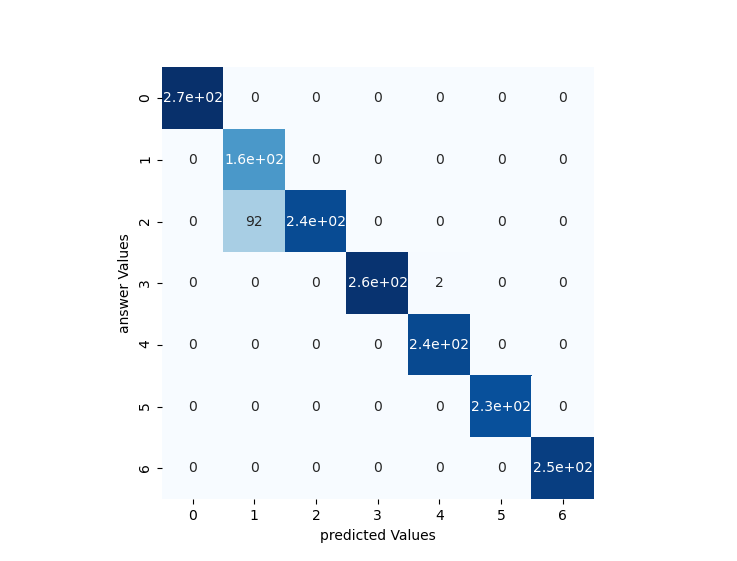 0 2.7e+02 0 0 0 0 0 0
1 0 1.6e+02 0 0 0 0 0
2 0 92 2.4e+02 0 0 0 0
3 0 0 0 2.6e+02 2 0 0
4 0 0 0 0 2.4e+02 0 0
5 0 0 0 0 0 2.3e+02 0
6 0 0 0 0 0 0 2.5e+02
answer Values
0 1 2 3 4 5 6
predicted Values